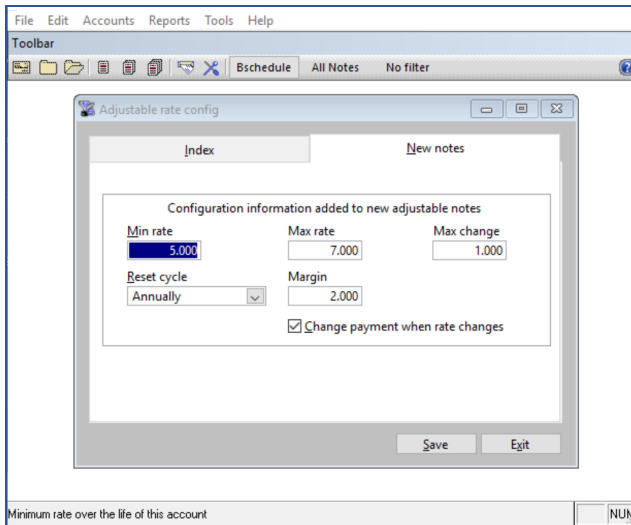 File Edit Accounts Reports Tools Help
Toolbar
Bschedule All Notes No filter
Adjustable rate config
Index New notes
Configuration information added to new adjustable notes
Min rate Max rate Max change
5.000 7.000 1.000
Reset cycle Margin
Annually 2.000
Change payment when rate changes
Save Exit
Minimum rate over the life of this account NUM